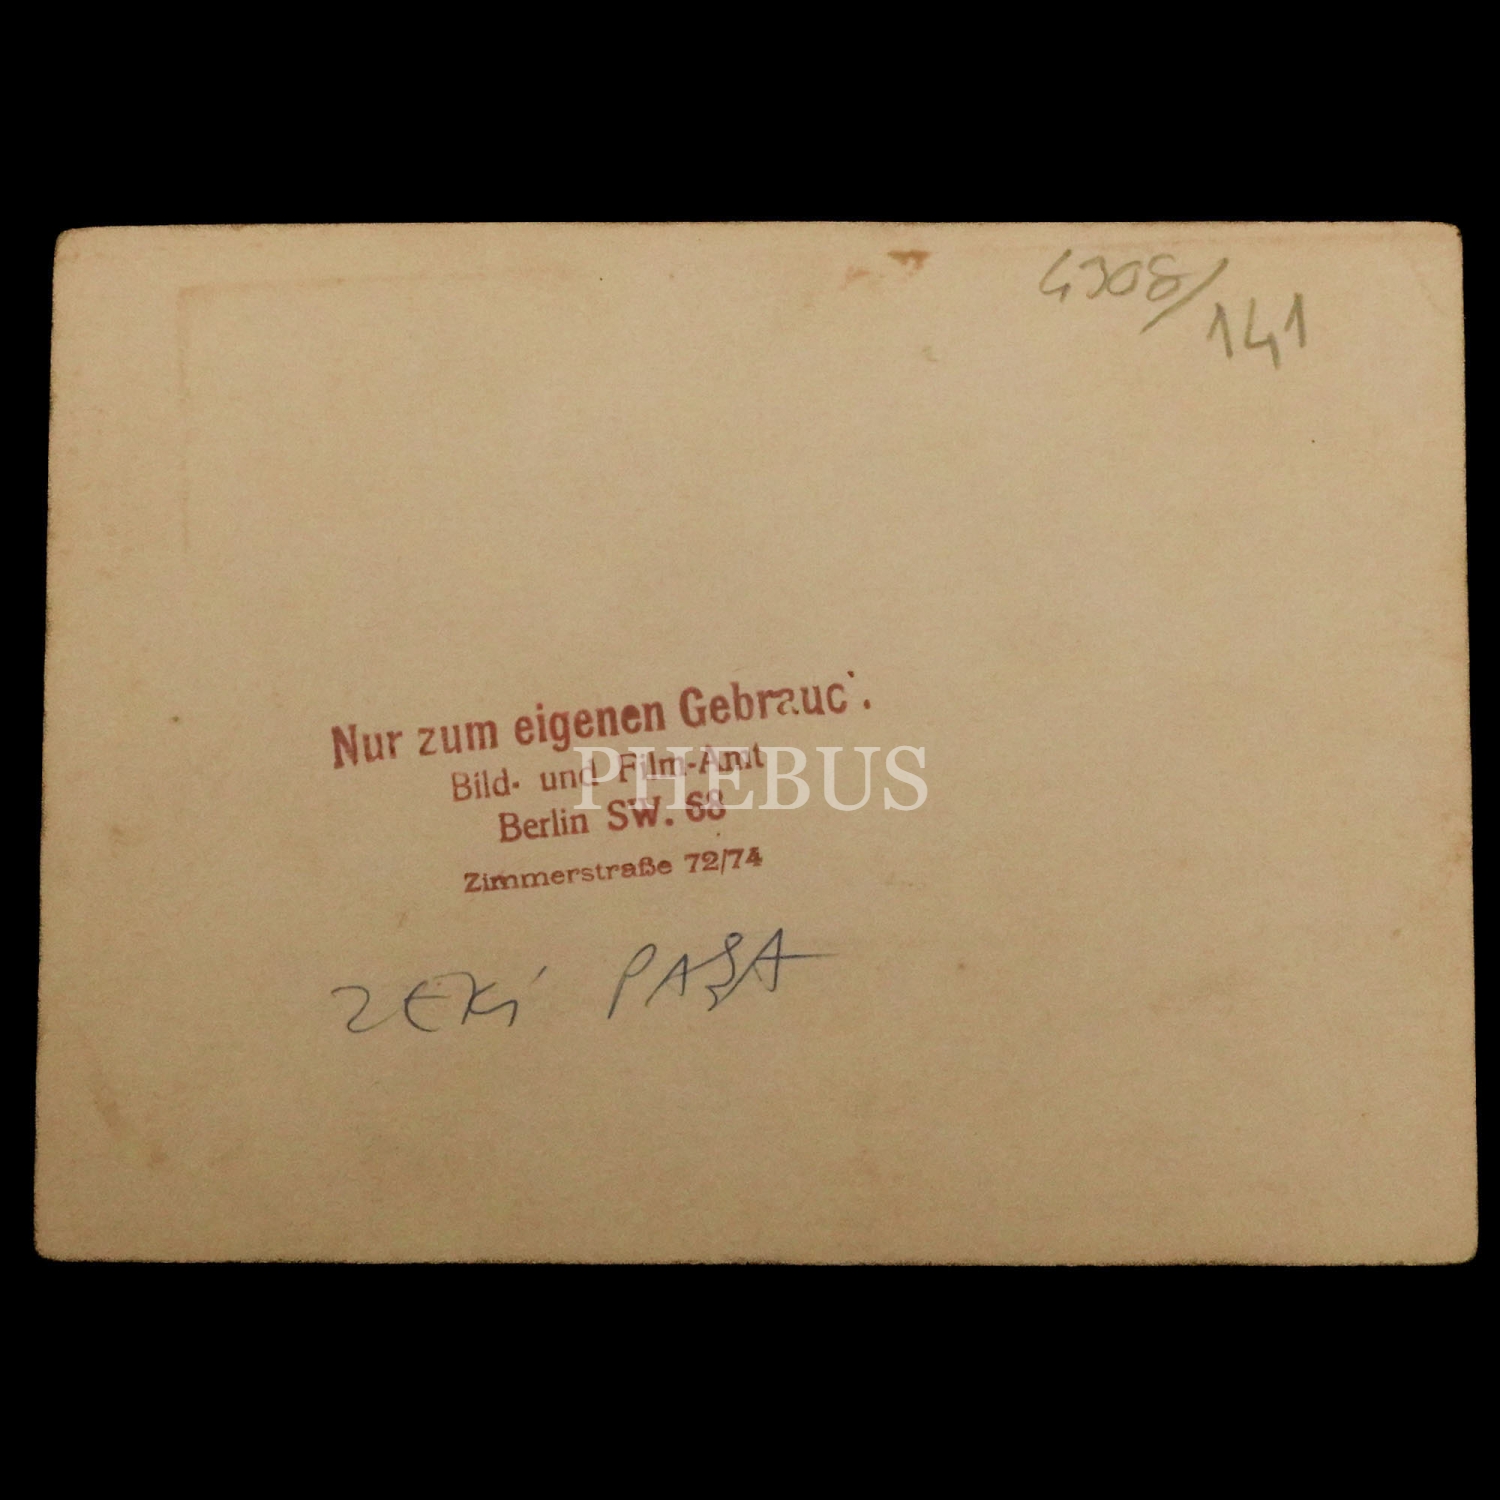 4308/
141
Nur zum eigenen Gebrauc .
Bild- und Film-Amt
PHEBUS
Berlin SW. 68
Zimmerstraße 72/74
ZEKİ PAŞA